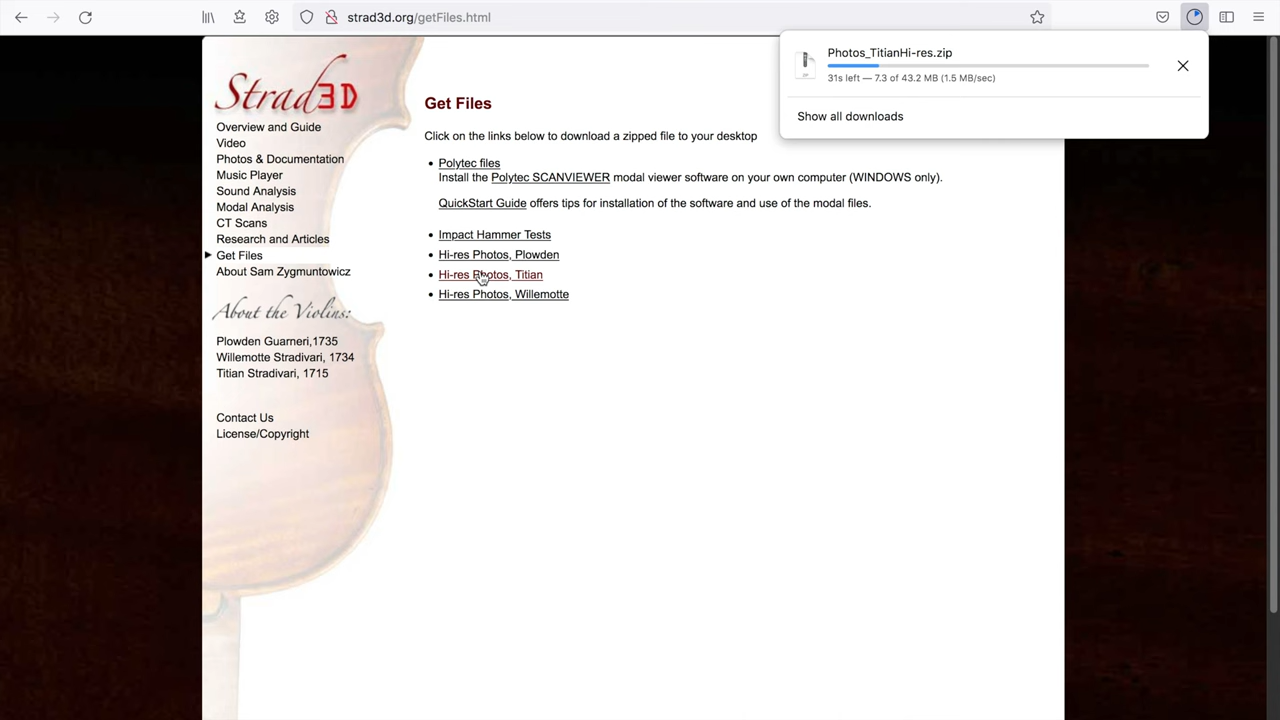 strad3d.org/getFiles.html
Photos_TitianHi-res.zip
31s left — 7.3 of 43.2 MB (1.5 MB/sec)
Show all downloads
Strad3D
Overview and Guide
Video
Photos & Documentation
Music Player
Sound Analysis
Modal Analysis
CT Scans
Research and Articles
Get Files
About Sam Zygmuntowicz
About the Violins:
Plowden Guarneri,1735
Willemotte Stradivari, 1734
Titian Stradivari, 1715
Contact Us
License/Copyright
Get Files
Click on the links below to download a zipped file to your desktop
• Polytec files
Install the Polytec SCANVIEWER modal viewer software on your own computer (WINDOWS only).
QuickStart Guide offers tips for installation of the software and use of the modal files.
• Impact Hammer Tests
• Hi-res Photos, Plowden
• Hi-res Photos, Titian
• Hi-res Photos, Willemotte